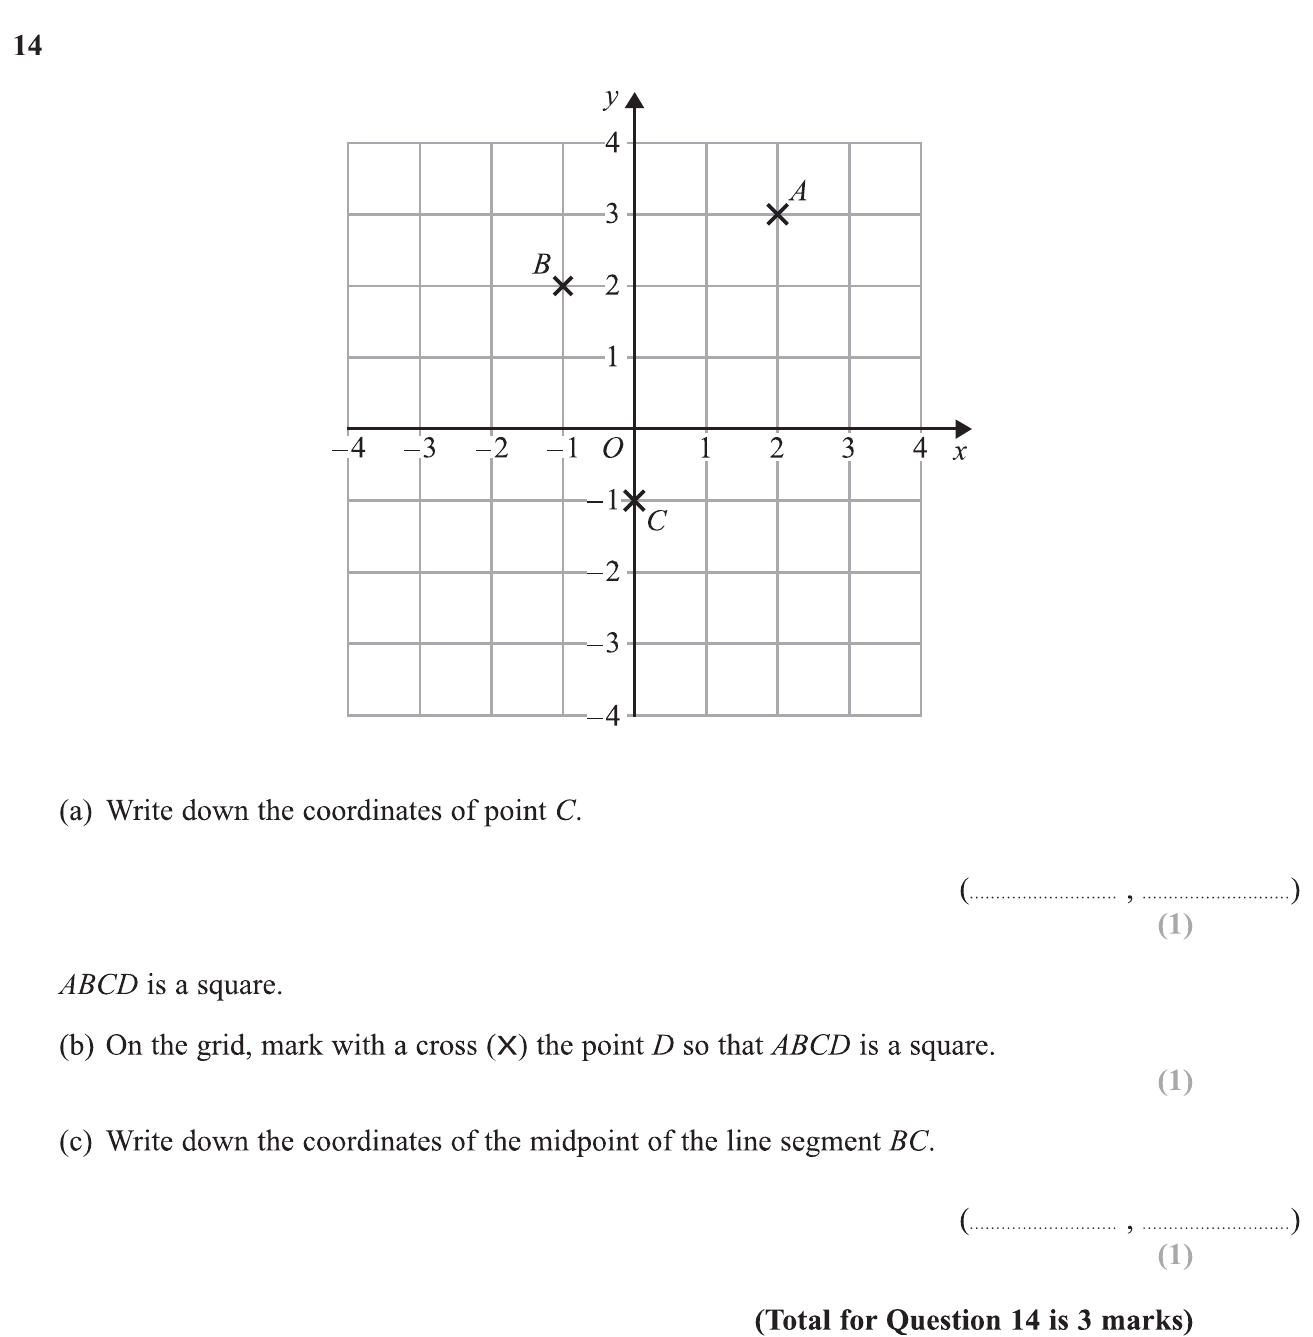 14
y
4
A
3
B
2
1
−4 −3 −2 −1 O 1 2 3 4 x
−1
C
−2
−3
−4
(a) Write down the coordinates of point C.
(........................... , ...........................)
(1)
ABCD is a square.
(b) On the grid, mark with a cross (X) the point D so that ABCD is a square.
(1)
(c) Write down the coordinates of the midpoint of the line segment BC.
(........................... , ...........................)
(1)
(Total for Question 14 is 3 marks)